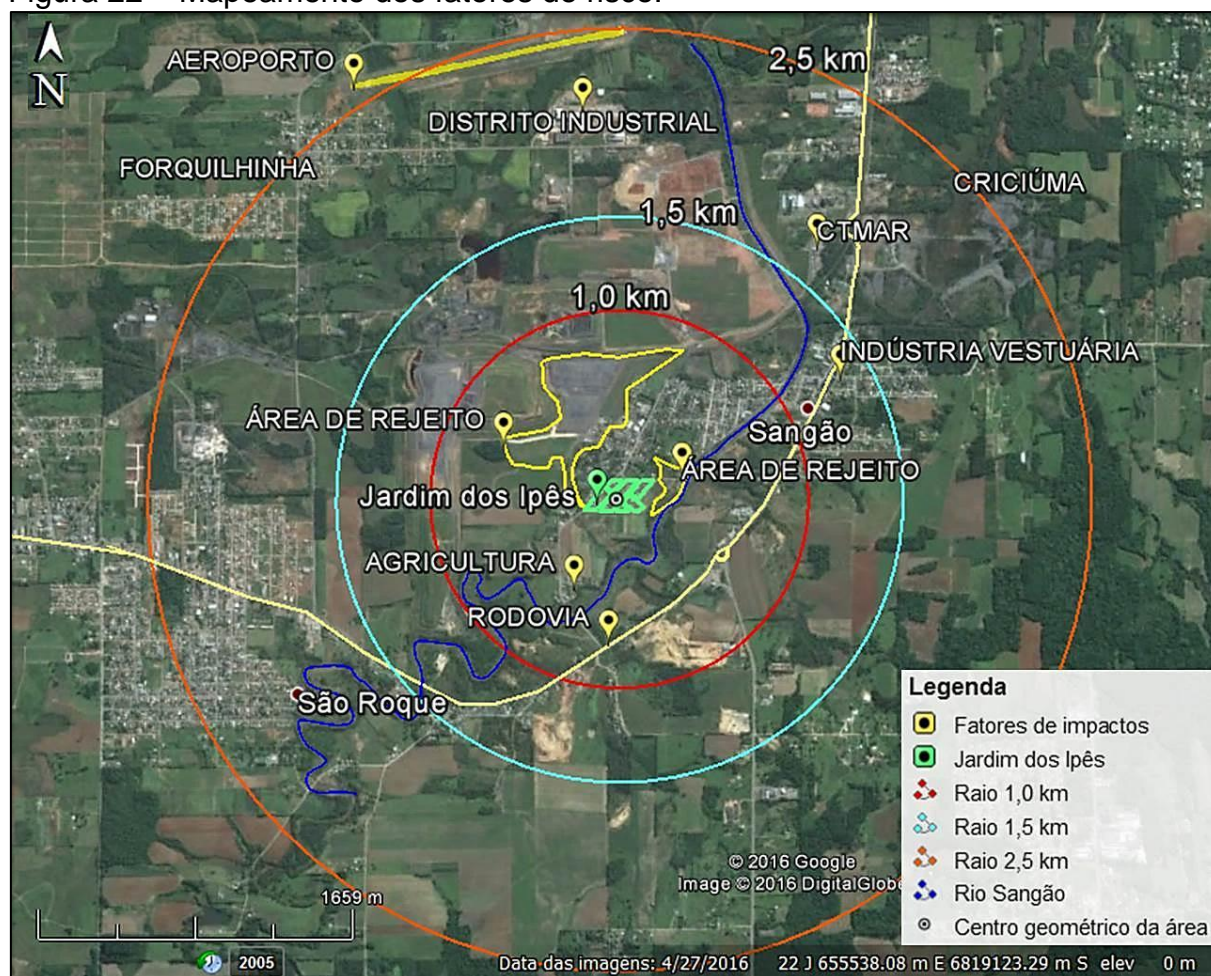 Figura 22 – Mapeamento dos fatores de risco.
N
AEROPORTO
2,5 km
DISTRITO INDUSTRIAL
FORQUILHINHA
CRICIÚMA
1,5 km
CTMAR
1,0 km
INDÚSTRIA VESTUÁRIA
ÁREA DE REJEITO
Sangão
ÁREA DE REJEITO
Jardim dos Ipês
AGRICULTURA
RODOVIA
São Roque
Legenda
Fatores de impactos
Jardim dos Ipês
Raio 1,0 km
Raio 1,5 km
Raio 2,5 km
Rio Sangão
Centro geométrico da área
© 2016 Google
Image © 2016 DigitalGlobe
1659 m
2005
Data das imagens: 4/27/2016 22 J 655538.08 m E 6819123.29 m S elev 0 m